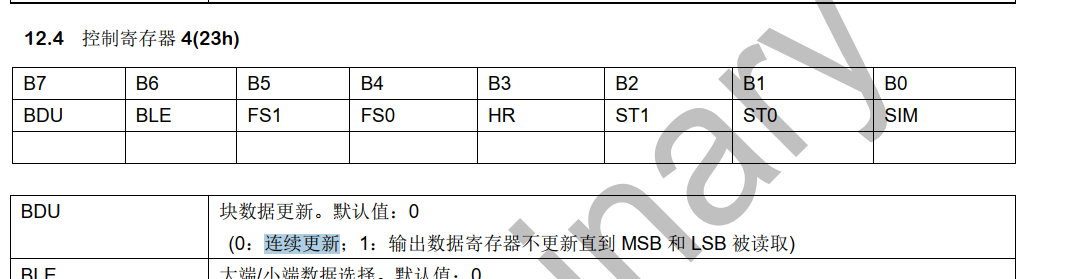 12.4 控制寄存器 4(23h)
B7 B6 B5 B4 B3 B2 B1 B0
BDU BLE FS1 FS0 HR ST1 ST0 SIM
BDU 块数据更新。默认值：0
(0：连续更新；1：输出数据寄存器不更新直到 MSB 和 LSB 被读取)
BLE 大端/小端数据选择。默认值：0
inary